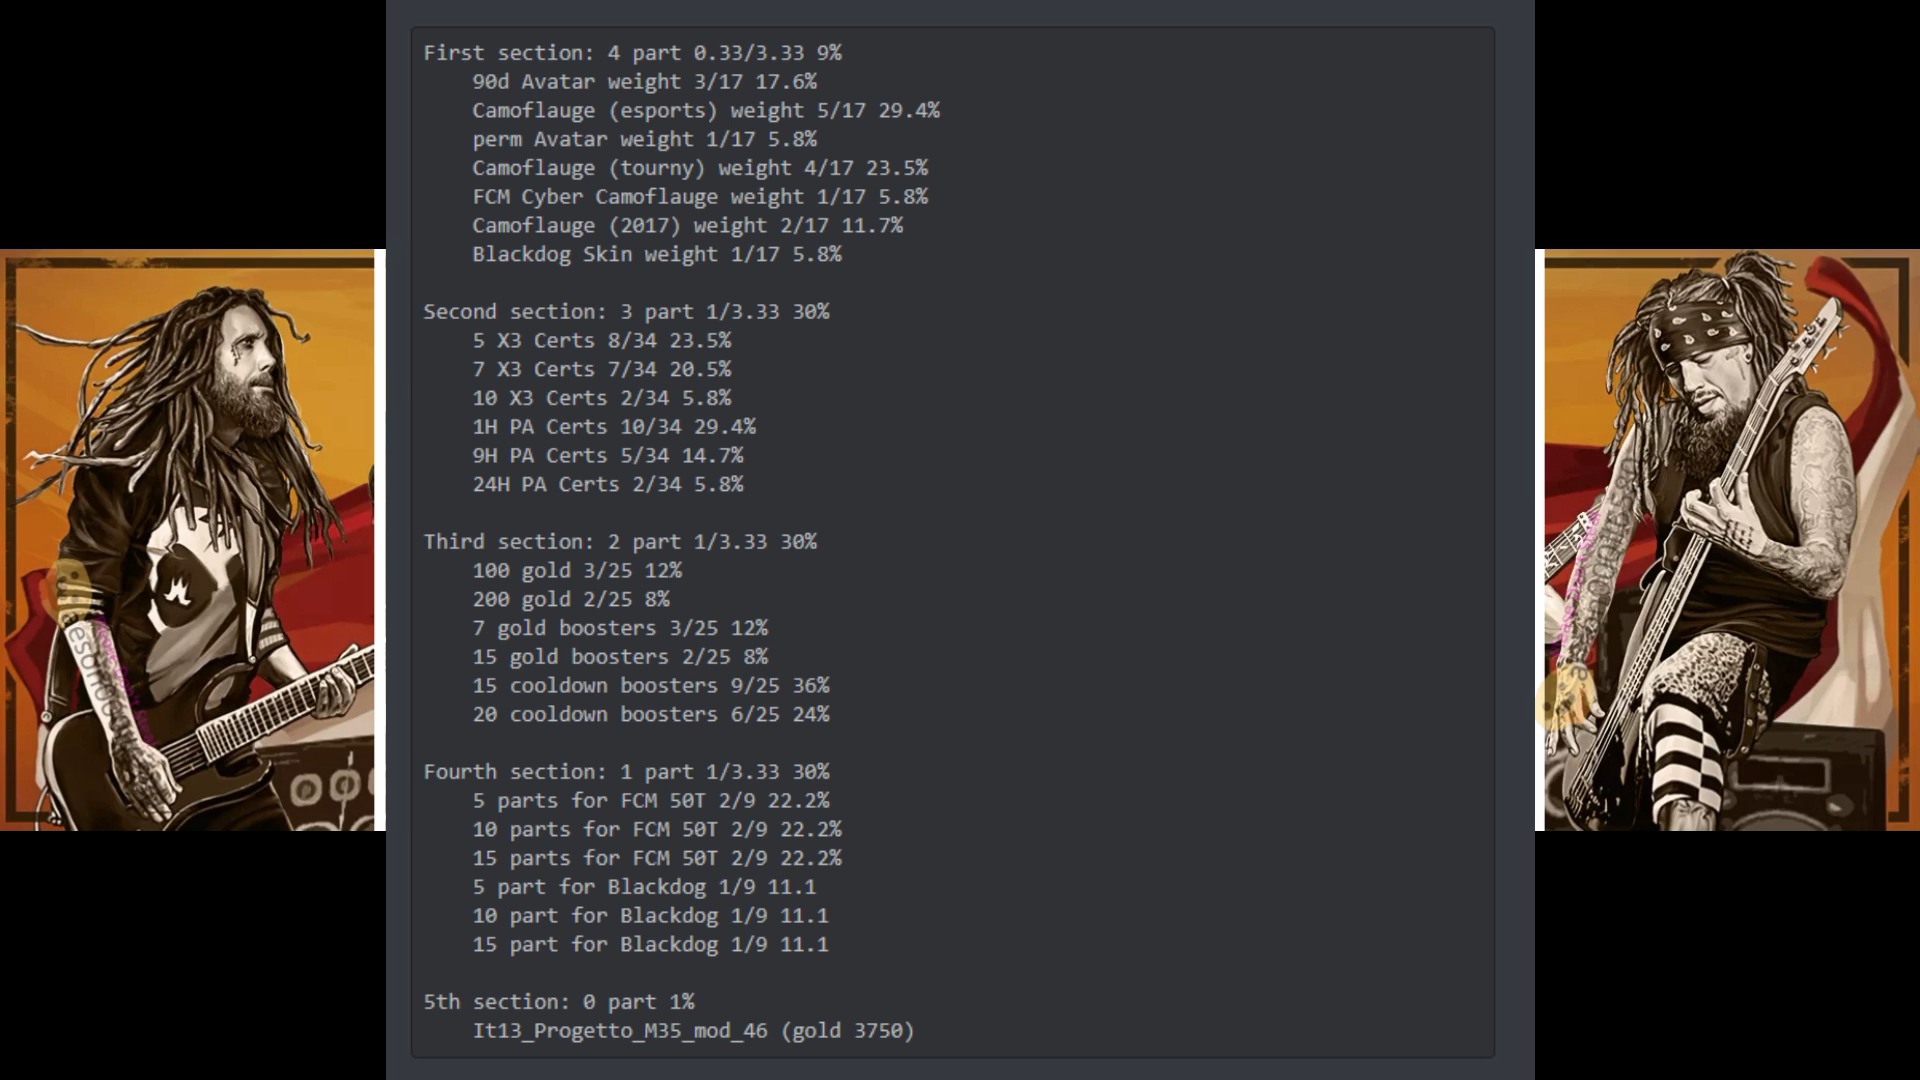 First section: 4 part 0.33/3.33 9%
90d Avatar weight 3/17 17.6%
Camoflauge (esports) weight 5/17 29.4%
perm Avatar weight 1/17 5.8%
Camoflauge (tourny) weight 4/17 23.5%
FCM Cyber Camoflauge weight 1/17 5.8%
Camoflauge (2017) weight 2/17 11.7%
Blackdog Skin weight 1/17 5.8%
Second section: 3 part 1/3.33 30%
5 X3 Certs 8/34 23.5%
7 X3 Certs 7/34 20.5%
10 X3 Certs 2/34 5.8%
1H PA Certs 10/34 29.4%
9H PA Certs 5/34 14.7%
24H PA Certs 2/34 5.8%
Third section: 2 part 1/3.33 30%
100 gold 3/25 12%
200 gold 2/25 8%
7 gold boosters 3/25 12%
15 gold boosters 2/25 8%
15 cooldown boosters 9/25 36%
20 cooldown boosters 6/25 24%
Fourth section: 1 part 1/3.33 30%
5 parts for FCM 50T 2/9 22.2%
10 parts for FCM 50T 2/9 22.2%
15 parts for FCM 50T 2/9 22.2%
5 part for Blackdog 1/9 11.1
10 part for Blackdog 1/9 11.1
15 part for Blackdog 1/9 11.1
5th section: 0 part 1%
It13_Progetto_M35_mod_46 (gold 3750)